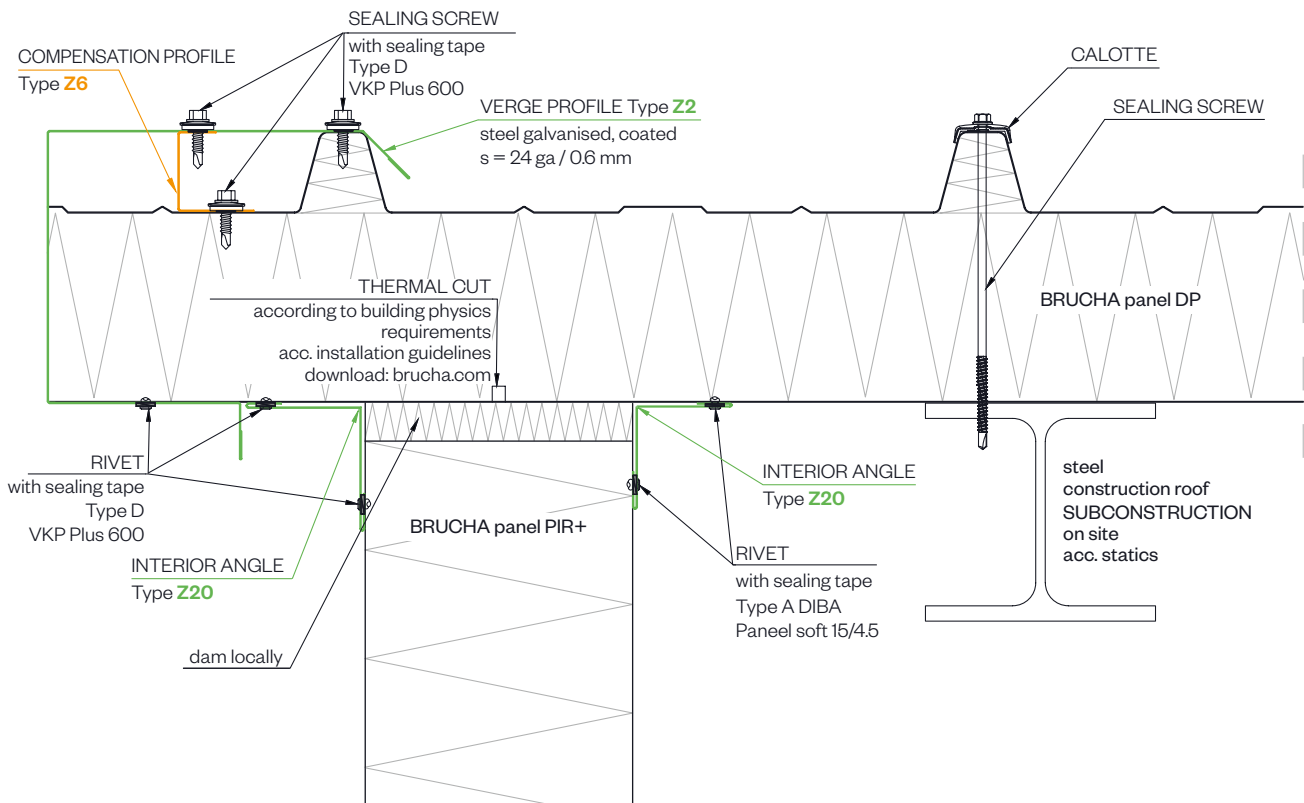 SEALING SCREW
with sealing tape
Type D
VKP Plus 600
COMPENSATION PROFILE
Type Z6
VERGE PROFILE Type Z2
steel galvanised, coated
s = 24 ga / 0.6 mm
CALOTTE
SEALING SCREW
THERMAL CUT
according to building physics
requirements
acc. installation guidelines
download: brucha.com
BRUCHA panel DP
RIVET
with sealing tape
Type D
VKP Plus 600
INTERIOR ANGLE
Type Z20
dam locally
BRUCHA panel PIR+
INTERIOR ANGLE
Type Z20
RIVET
with sealing tape
Type A DIBA
Paneel soft 15/4.5
steel
construction roof
SUBCONSTRUCTION
on site
acc. statics